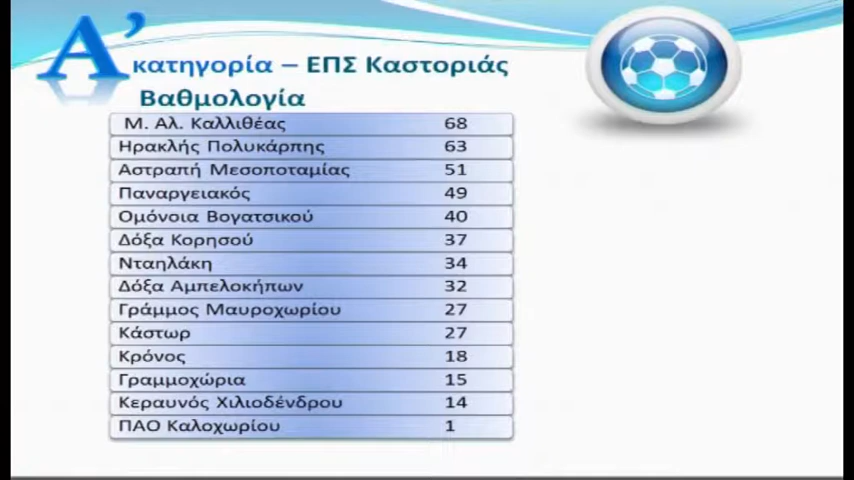 Α’ κατηγορία – ΕΠΣ Καστοριάς
Βαθμολογία
Μ. Αλ. Καλλιθέας 68
Ηρακλής Πολυκάρπης 63
Αστραπή Μεσοποταμίας 51
Παναργειακός 49
Ομόνοια Βογατσικού 40
Δόξα Κορησού 37
Νταηλάκη 34
Δόξα Αμπελοκήπων 32
Γράμμος Μαυροχωρίου 27
Κάστωρ 27
Κρόνος 18
Γραμμοχώρια 15
Κεραυνός Χιλιοδένδρου 14
ΠΑΟ Καλοχωρίου 1